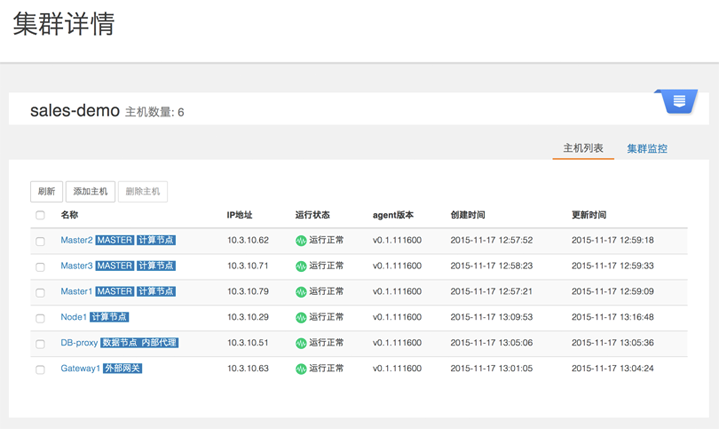 集群详情
sales-demo 主机数量: 6
主机列表 集群监控
刷新 添加主机 删除主机
名称 IP地址 运行状态 agent版本 创建时间 更新时间
Master2 MASTER 计算节点 10.3.10.62 运行正常 v0.1.111600 2015-11-17 12:57:52 2015-11-17 12:59:18
Master3 MASTER 计算节点 10.3.10.71 运行正常 v0.1.111600 2015-11-17 12:58:23 2015-11-17 12:59:33
Master1 MASTER 计算节点 10.3.10.79 运行正常 v0.1.111600 2015-11-17 12:57:21 2015-11-17 12:59:09
Node1 计算节点 10.3.10.29 运行正常 v0.1.111600 2015-11-17 13:09:53 2015-11-17 13:16:48
DB-proxy 数据节点 内部代理 10.3.10.51 运行正常 v0.1.111600 2015-11-17 13:05:06 2015-11-17 13:05:36
Gateway1 外部网关 10.3.10.63 运行正常 v0.1.111600 2015-11-17 13:01:05 2015-11-17 13:04:24